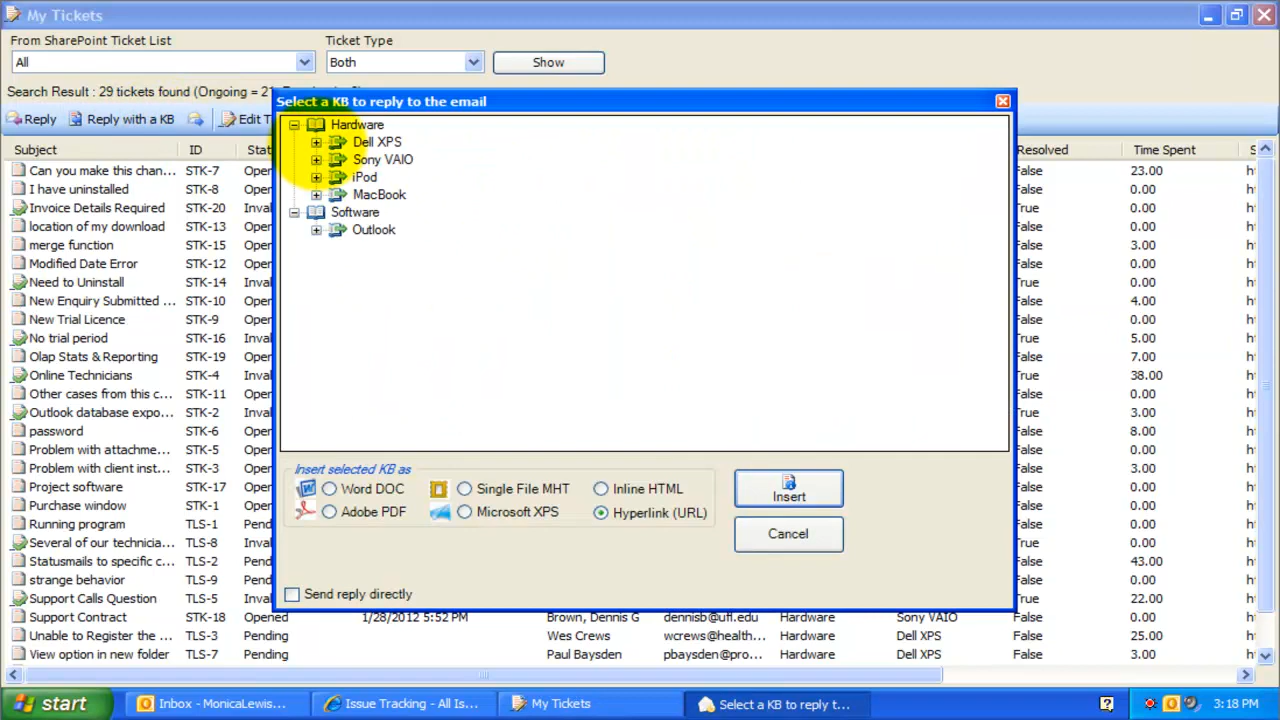 My Tickets
From SharePoint Ticket List Ticket Type
All Both Show
Search Result : 29 tickets found (Ongoing =
Select a KB to reply to the email
Reply Reply with a KB Edit T
Hardware
Dell XPS
Sony VAIO
iPod
MacBook
Software
Outlook
Subject ID Stat Resolved Time Spent S
Can you make this chan... STK-7 Oper False 23.00
I have uninstalled STK-8 Oper False 0.00
Invoice Details Required STK-20 Inval True 0.00
location of my download STK-13 Oper False 0.00
merge function STK-15 Oper False 3.00
Modified Date Error STK-12 Oper False 0.00
Need to Uninstall STK-14 Inval True 0.00
New Enquiry Submitted ... STK-10 Oper False 4.00
New Trial Licence STK-9 Oper False 0.00
No trial period STK-16 Inval True 5.00
Olap Stats & Reporting STK-19 Oper False 7.00
Online Technicians STK-4 Inval True 38.00
Other cases from this c... STK-11 Oper False 0.00
Outlook database expo... STK-2 Inval True 3.00
password STK-6 Oper False 8.00
Problem with attachme... STK-5 Oper False 0.00
Problem with client inst... STK-3 Oper False 3.00
Project software STK-17 Oper False 0.00
Purchase window STK-1 Oper False 0.00
Running program TLS-1 Pend False 3.00
Several of our technicia... STK-38 Inval True 0.00
Statusmails to specific c... TLS-2 Pend False 43.00
strange behavior TLS-9 Pend False 0.00
Support Calls Question TLS-5 Inval True 22.00
Insert selected KB as
Word DOC Single File MHT Inline HTML
Adobe PDF Microsoft XPS Hyperlink (URL)
Insert
Cancel
Send reply directly
Support Contract STK-18 Opened 1/28/2012 5:52 PM Brown, Dennis G dennisb@ufl.edu Hardware Sony VAIO False 0.00
Unable to Register the ... TLS-3 Pending Wes Crews wcrews@health... Hardware Dell XPS False 25.00
View option in new folder TLS-7 Pending Paul Baysden pbaysden@pro... Hardware Dell XPS False 0.00
start Inbox - MonicaLewis... Issue Tracking - All Is... My Tickets Select a KB to reply t... 3:18 PM